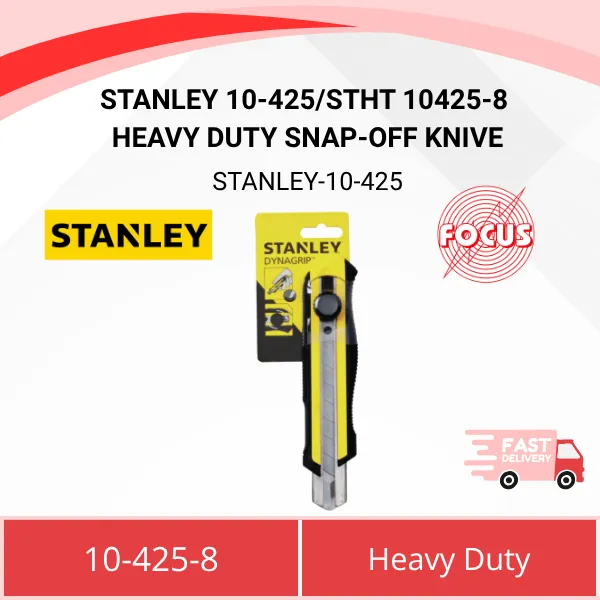 STANLEY 10-425/STHT 10425-8
HEAVY DUTY SNAP-OFF KNIVE
STANLEY-10-425
STANLEY
FOCUS
STANLEY
DYNAGRIP™
FAST
DELIVERY
10-425-8
Heavy Duty